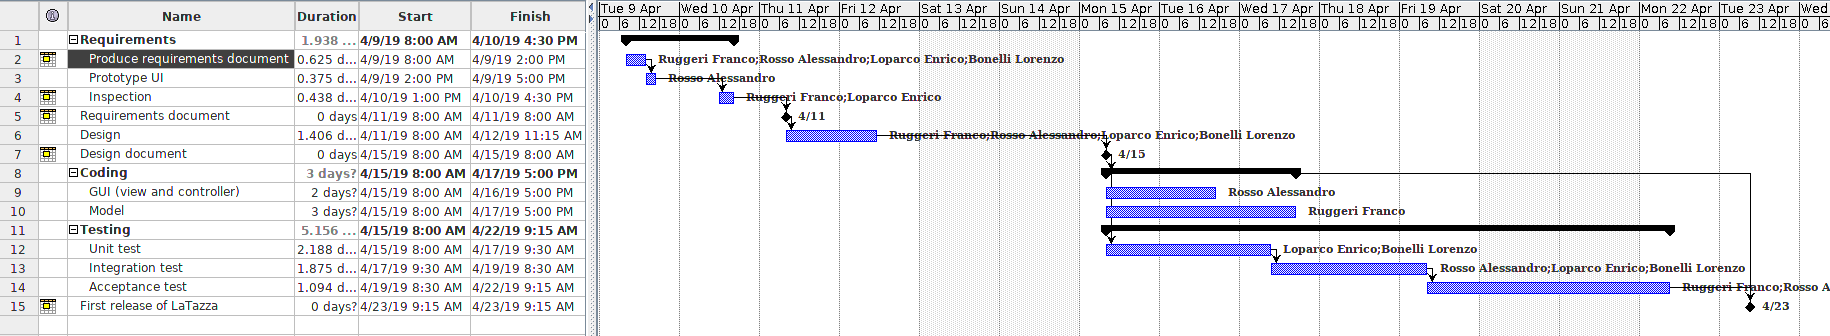 Name Duration Start Finish Tue 9 Apr Wed 10 Apr Thu 11 Apr Fri 12 Apr Sat 13 Apr Sun 14 Apr Mon 15 Apr Tue 16 Apr Wed 17 Apr Thu 18 Apr Fri 19 Apr Sat 20 Apr Sun 21 Apr Mon 22 Apr Tue 23 Apr Wed
0 6 12 18 0 6 12 18 0 6 12 18 0 6 12 18 0 6 12 18 0 6 12 18 0 6 12 18 0 6 12 18 0 6 12 18 0 6 12 18 0 6 12 18 0 6 12 18 0 6 12 18 0 6 12 18 0 6 12 18 0 6
1 Requirements 1.938 ... 4/9/19 8:00 AM 4/10/19 4:30 PM
2 Produce requirements document 0.625 d... 4/9/19 8:00 AM 4/9/19 2:00 PM Ruggeri Franco;Rosso Alessandro;Loparco Enrico;Bonelli Lorenzo
3 Prototype UI 0.375 d... 4/9/19 2:00 PM 4/9/19 5:00 PM Rosso Alessandro
4 Inspection 0.438 d... 4/10/19 1:00 PM 4/10/19 4:30 PM Ruggeri Franco;Loparco Enrico
5 Requirements document 0 days 4/11/19 8:00 AM 4/11/19 8:00 AM 4/11
6 Design 1.406 d... 4/11/19 8:00 AM 4/12/19 11:15 AM Ruggeri Franco;Rosso Alessandro;Loparco Enrico;Bonelli Lorenzo
7 Design document 0 days 4/15/19 8:00 AM 4/15/19 8:00 AM 4/15
8 Coding 3 days? 4/15/19 8:00 AM 4/17/19 5:00 PM
9 GUI (view and controller) 2 days? 4/15/19 8:00 AM 4/16/19 5:00 PM Rosso Alessandro
10 Model 3 days? 4/15/19 8:00 AM 4/17/19 5:00 PM Ruggeri Franco
11 Testing 5.156 ... 4/15/19 8:00 AM 4/22/19 9:15 AM
12 Unit test 2.188 d... 4/15/19 8:00 AM 4/17/19 9:30 AM Loparco Enrico;Bonelli Lorenzo
13 Integration test 1.875 d... 4/17/19 9:30 AM 4/19/19 8:30 AM Rosso Alessandro;Loparco Enrico;Bonelli Lorenzo
14 Acceptance test 1.094 d... 4/19/19 8:30 AM 4/22/19 9:15 AM Ruggeri Franco;Rosso A
15 First release of LaTazza 0 days? 4/23/19 9:15 AM 4/23/19 9:15 AM 4/23